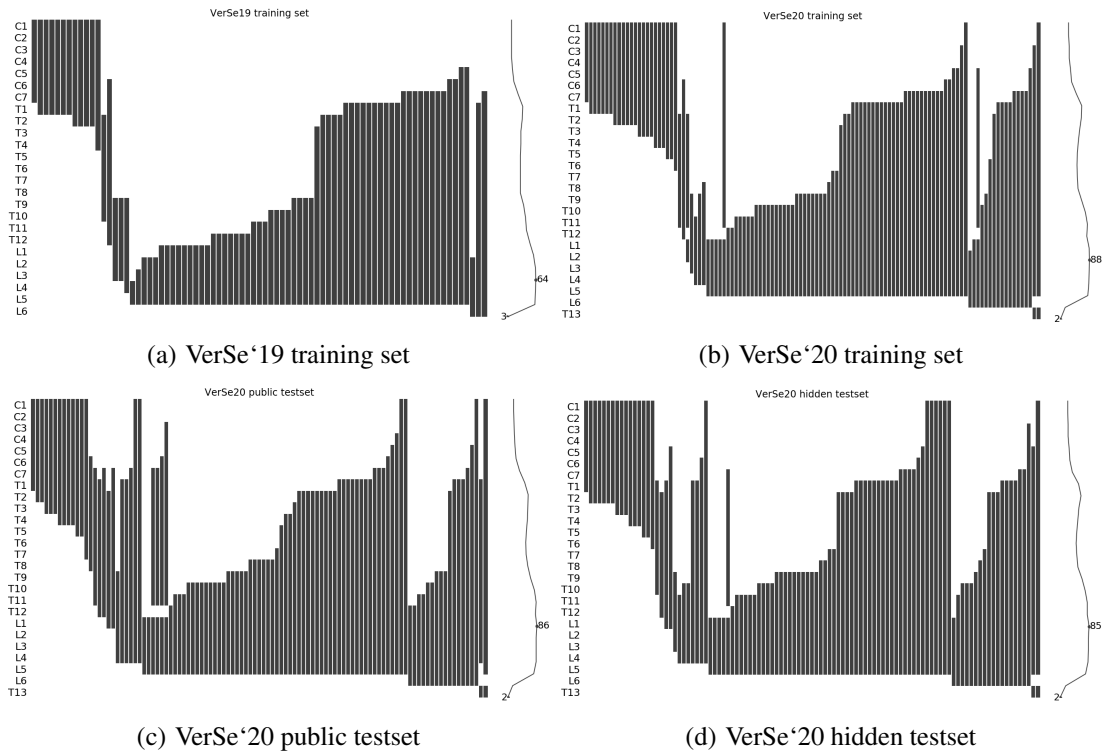 VerSe19 training set
C1
C2
C3
C4
C5
C6
C7
T1
T2
T3
T4
T5
T6
T7
T8
T9
T10
T11
T12
L1
L2
L3
L4
L5
L6
64
3
(a) VerSe‘19 training set
VerSe20 training set
C1
C2
C3
C4
C5
C6
C7
T1
T2
T3
T4
T5
T6
T7
T8
T9
T10
T11
T12
L1
L2
L3
L4
L5
L6
T13
88
2
(b) VerSe‘20 training set
VerSe20 public testset
C1
C2
C3
C4
C5
C6
C7
T1
T2
T3
T4
T5
T6
T7
T8
T9
T10
T11
T12
L1
L2
L3
L4
L5
L6
T13
86
2
(c) VerSe‘20 public testset
VerSe20 hidden testset
C1
C2
C3
C4
C5
C6
C7
T1
T2
T3
T4
T5
T6
T7
T8
T9
T10
T11
T12
L1
L2
L3
L4
L5
L6
T13
85
2
(d) VerSe‘20 hidden testset